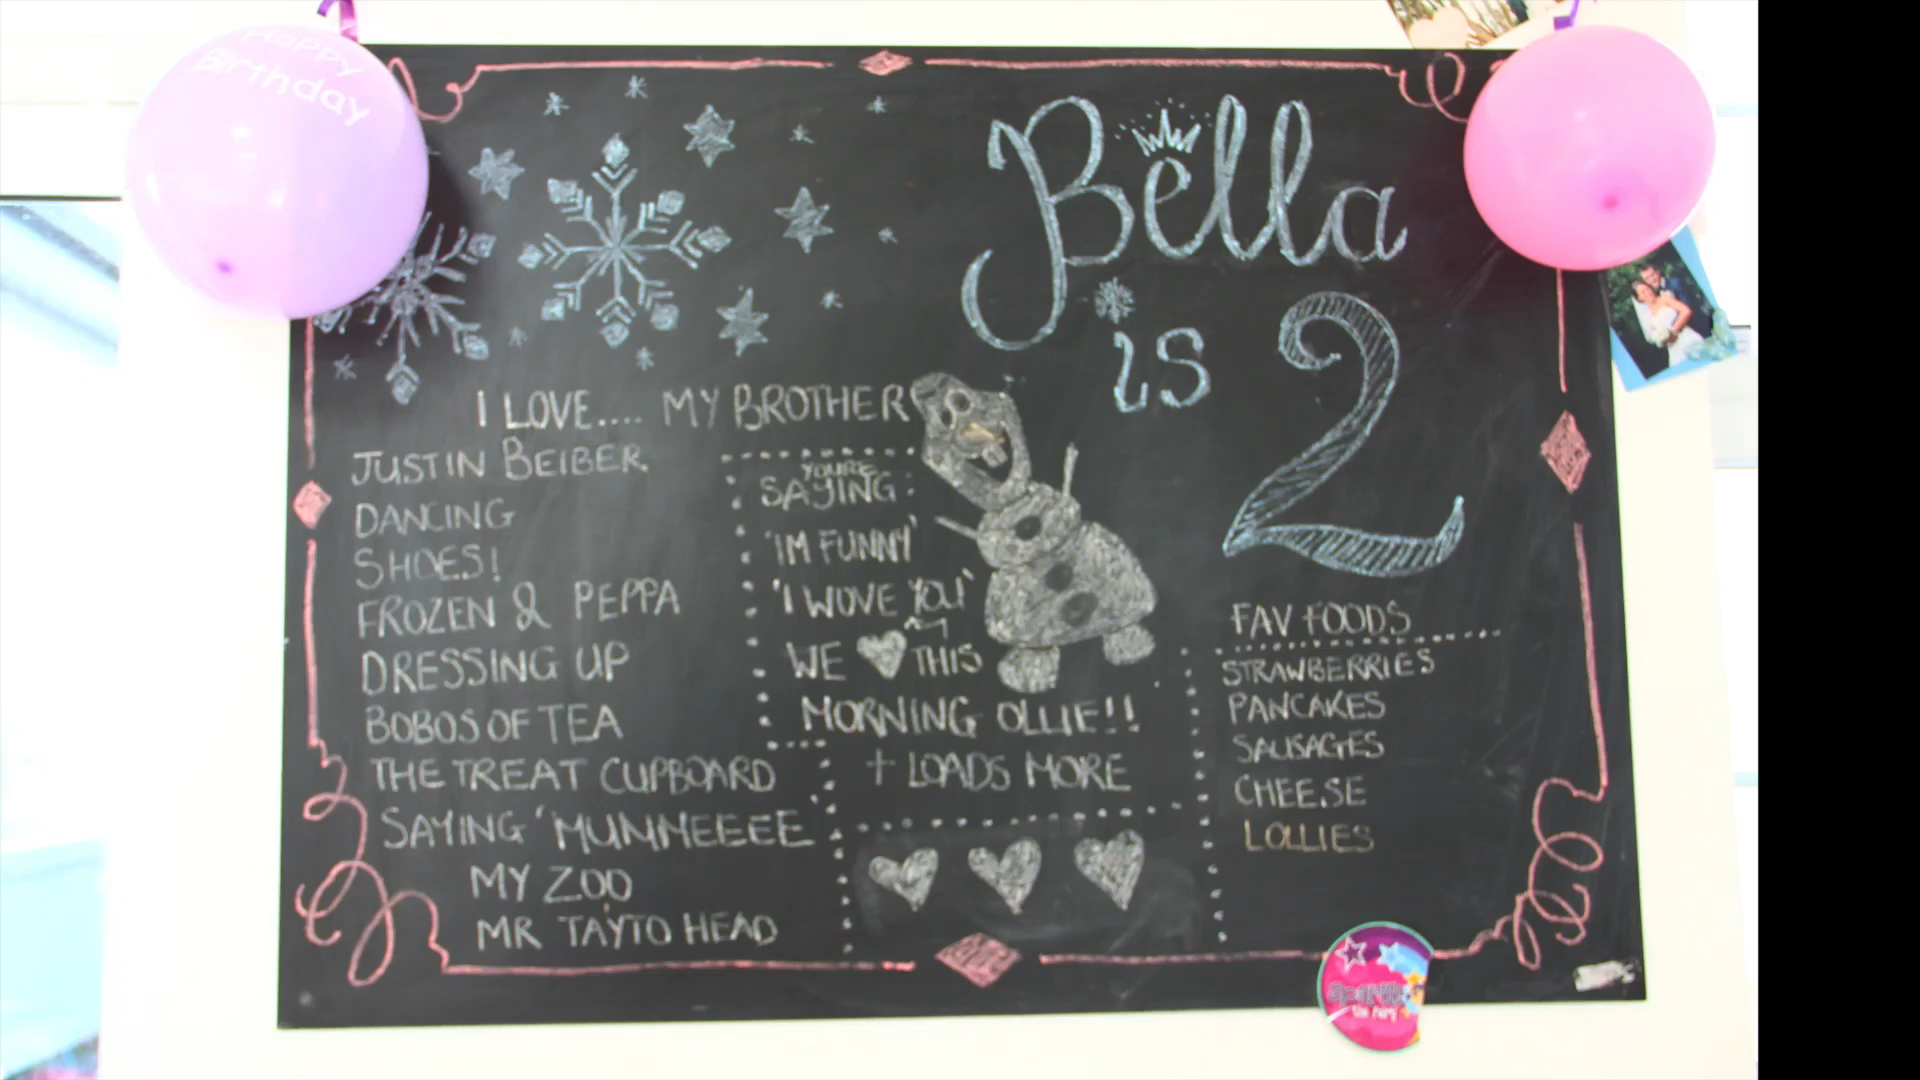 Happy
Birthday
Bella
is 2
I LOVE.... MY BROTHER
JUSTIN BEIBER.
DANCING
SHOES!
FROZEN & PEPPA
DRESSING UP
BOBOS OF TEA
THE TREAT CUPBOARD
SAYING 'MUMMEEEE'
MY ZOO
MR TAYTO HEAD
YOU'RE
SAYING:
'IM FUNNY'
'I WUVE YOU'
WE THIS
MORNING OLLIE!!
+ LOADS MORE
FAV FOODS
STRAWBERRIES
PANCAKES
SAUSAGES
CHEESE
LOLLIES